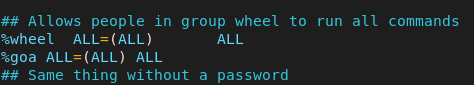 ## Allows people in group wheel to run all commands
%wheel  ALL=(ALL)       ALL
%goa ALL=(ALL) ALL
## Same thing without a password